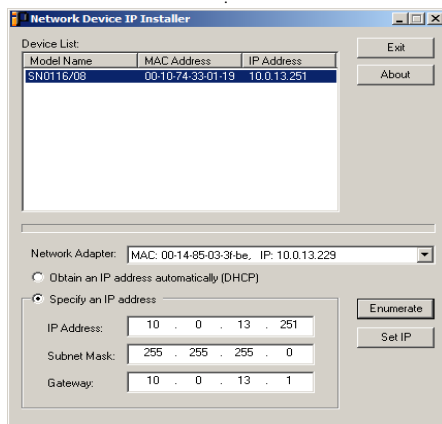 Network Device IP Installer
Device List:
Exit
Model Name MAC Address IP Address
SN0116/08 00-10-74-33-01-19 10.0.13.251
About
Network Adapter: MAC: 00-14-85-03-3f-be, IP: 10.0.13.229
Obtain an IP address automatically (DHCP)
Specify an IP address
Enumerate
IP Address: 10 . 0 . 13 . 251
Set IP
Subnet Mask: 255 . 255 . 255 . 0
Gateway: 10 . 0 . 13 . 1